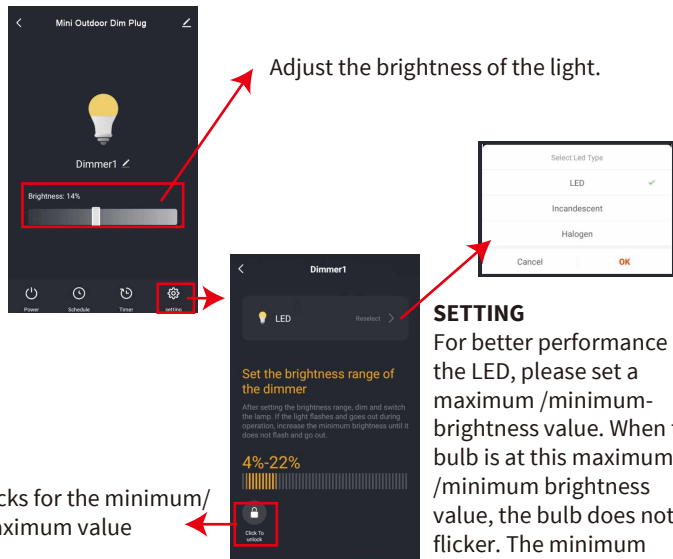 Mini Outdoor Dim Plug
Adjust the brightness of the light.
Dimmer1
Brightness: 14%
Power
Schedule
Timer
setting
Select Led Type
LED
Incandescent
Halogen
Cancel
OK
Dimmer1
LED
Reselect
Set the brightness range of
the dimmer
After setting the brightness range, dim and switch
the lamp. If the light flashes and goes out during
operation, increase the minimum brightness until it
does not flash and go out.
4%-22%
Click To
unlock
for the minimum/
value
SETTING
For better performance
the LED, please set a
maximum /minimum-
brightness value. When
bulb is at this maximum
/minimum brightness
value, the bulb does not
flicker. The minimum